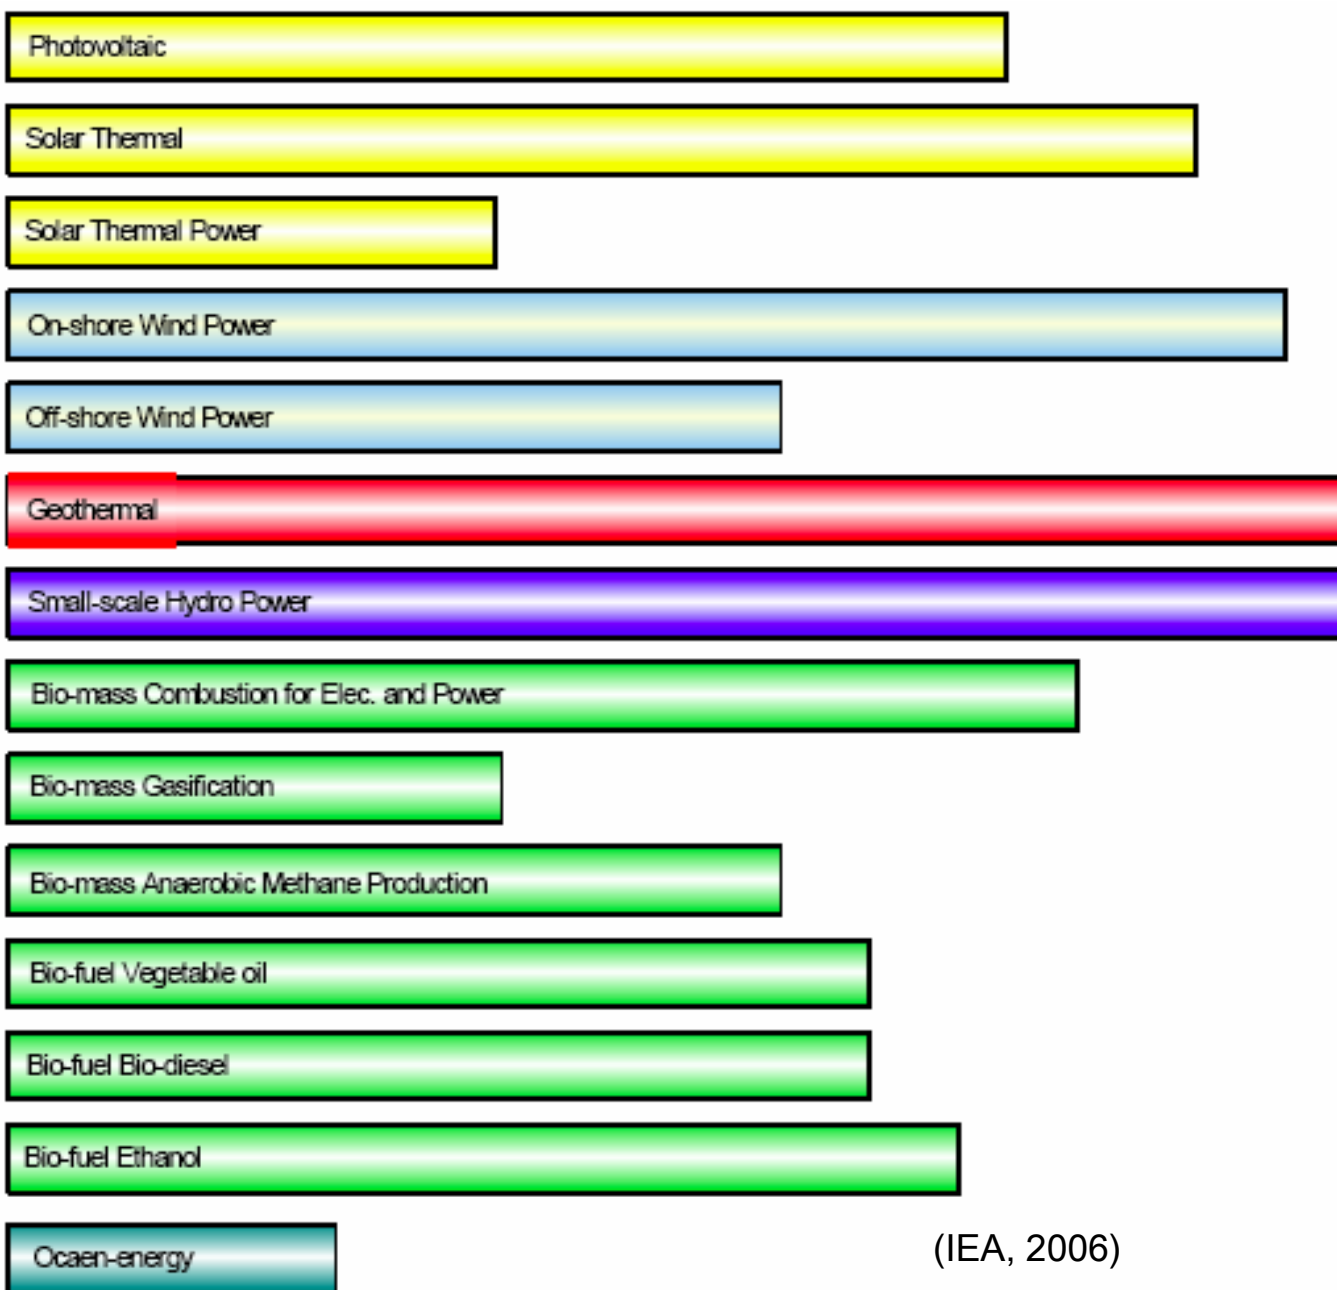 Photovoltaic
Solar Thermal
Solar Thermal Power
On-shore Wind Power
Off-shore Wind Power
Geothermal
Small-scale Hydro Power
Bio-mass Combustion for Elec. and Power
Bio-mass Gasification
Bio-mass Anaerobic Methane Production
Bio-fuel Vegetable oil
Bio-fuel Bio-diesel
Bio-fuel Ethanol
Ocaen-energy
(IEA, 2006)